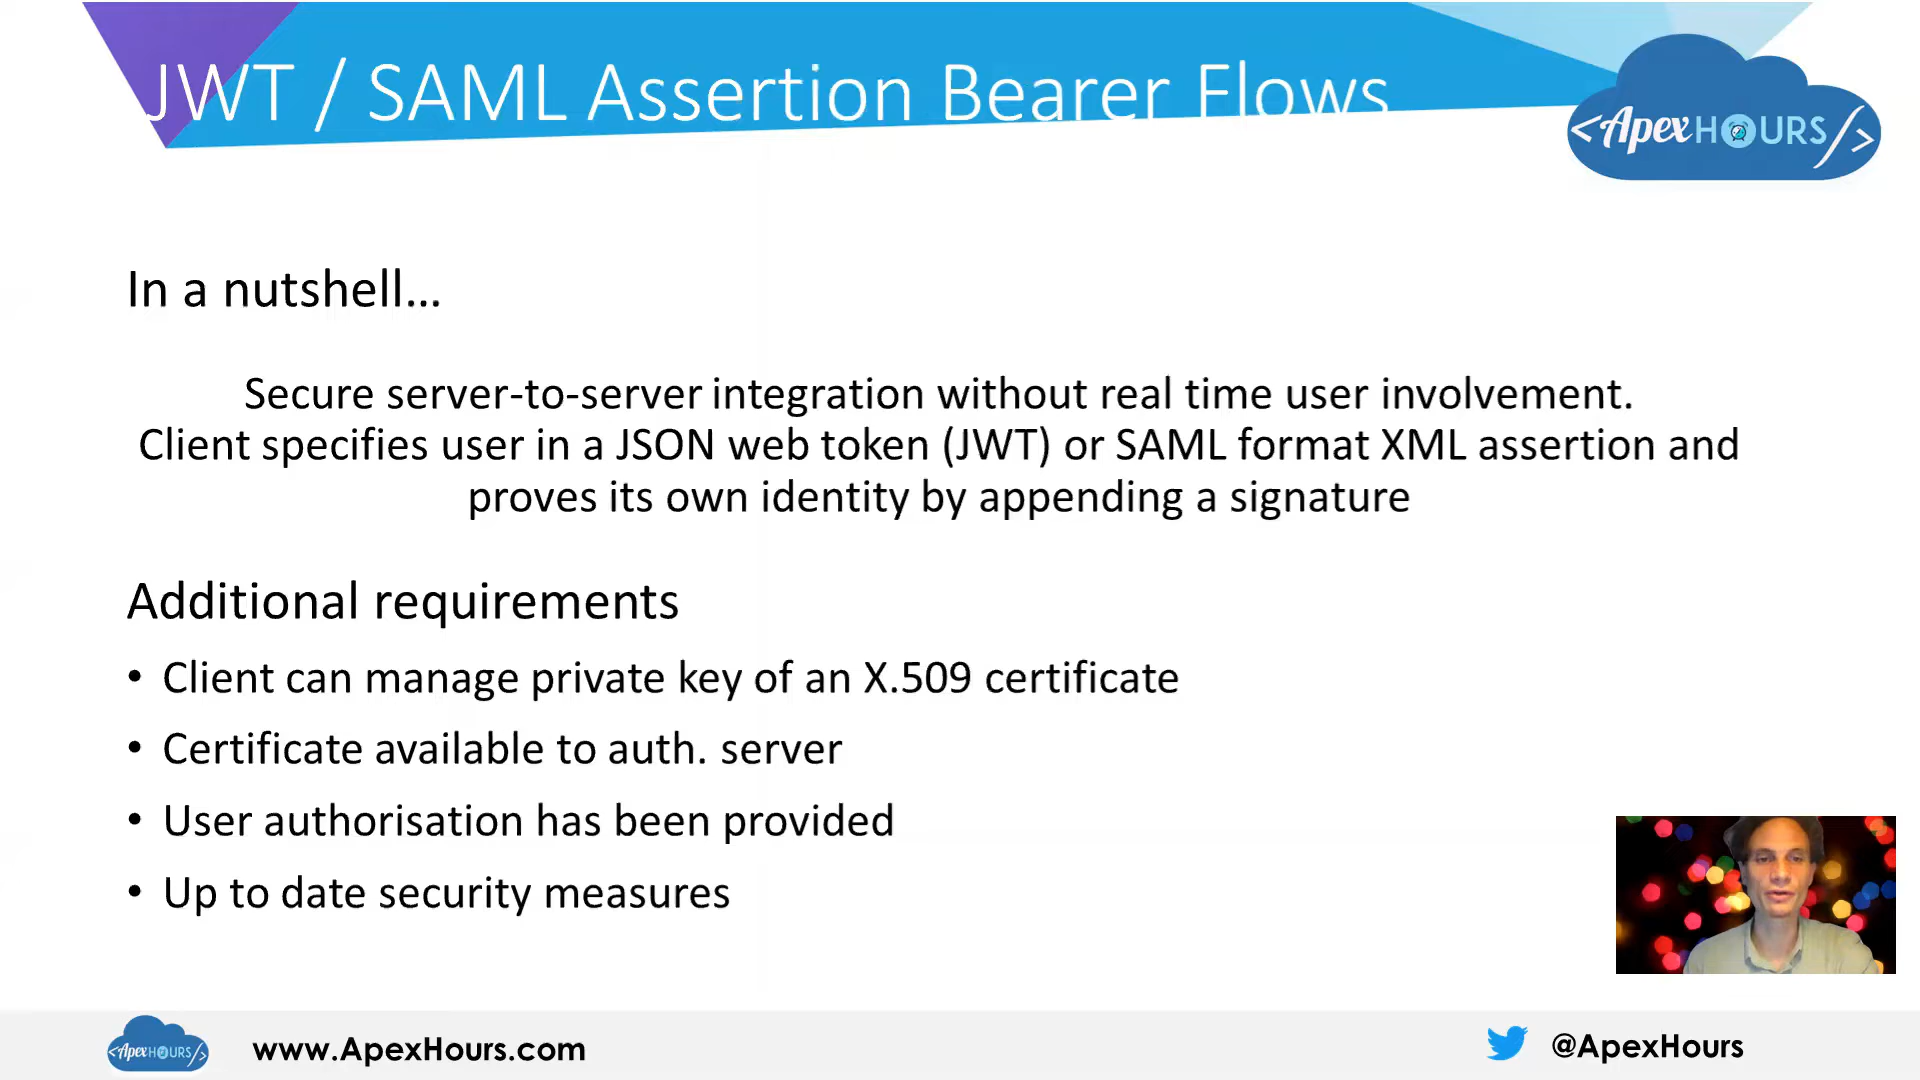 JWT / SAML Assertion Bearer Flows
<ApexHOURS/>
In a nutshell...
Secure server-to-server integration without real time user involvement.
Client specifies user in a JSON web token (JWT) or SAML format XML assertion and
proves its own identity by appending a signature
Additional requirements
• Client can manage private key of an X.509 certificate
• Certificate available to auth. server
• User authorisation has been provided
• Up to date security measures
<ApexHOURS/>
www.ApexHours.com
@ApexHours